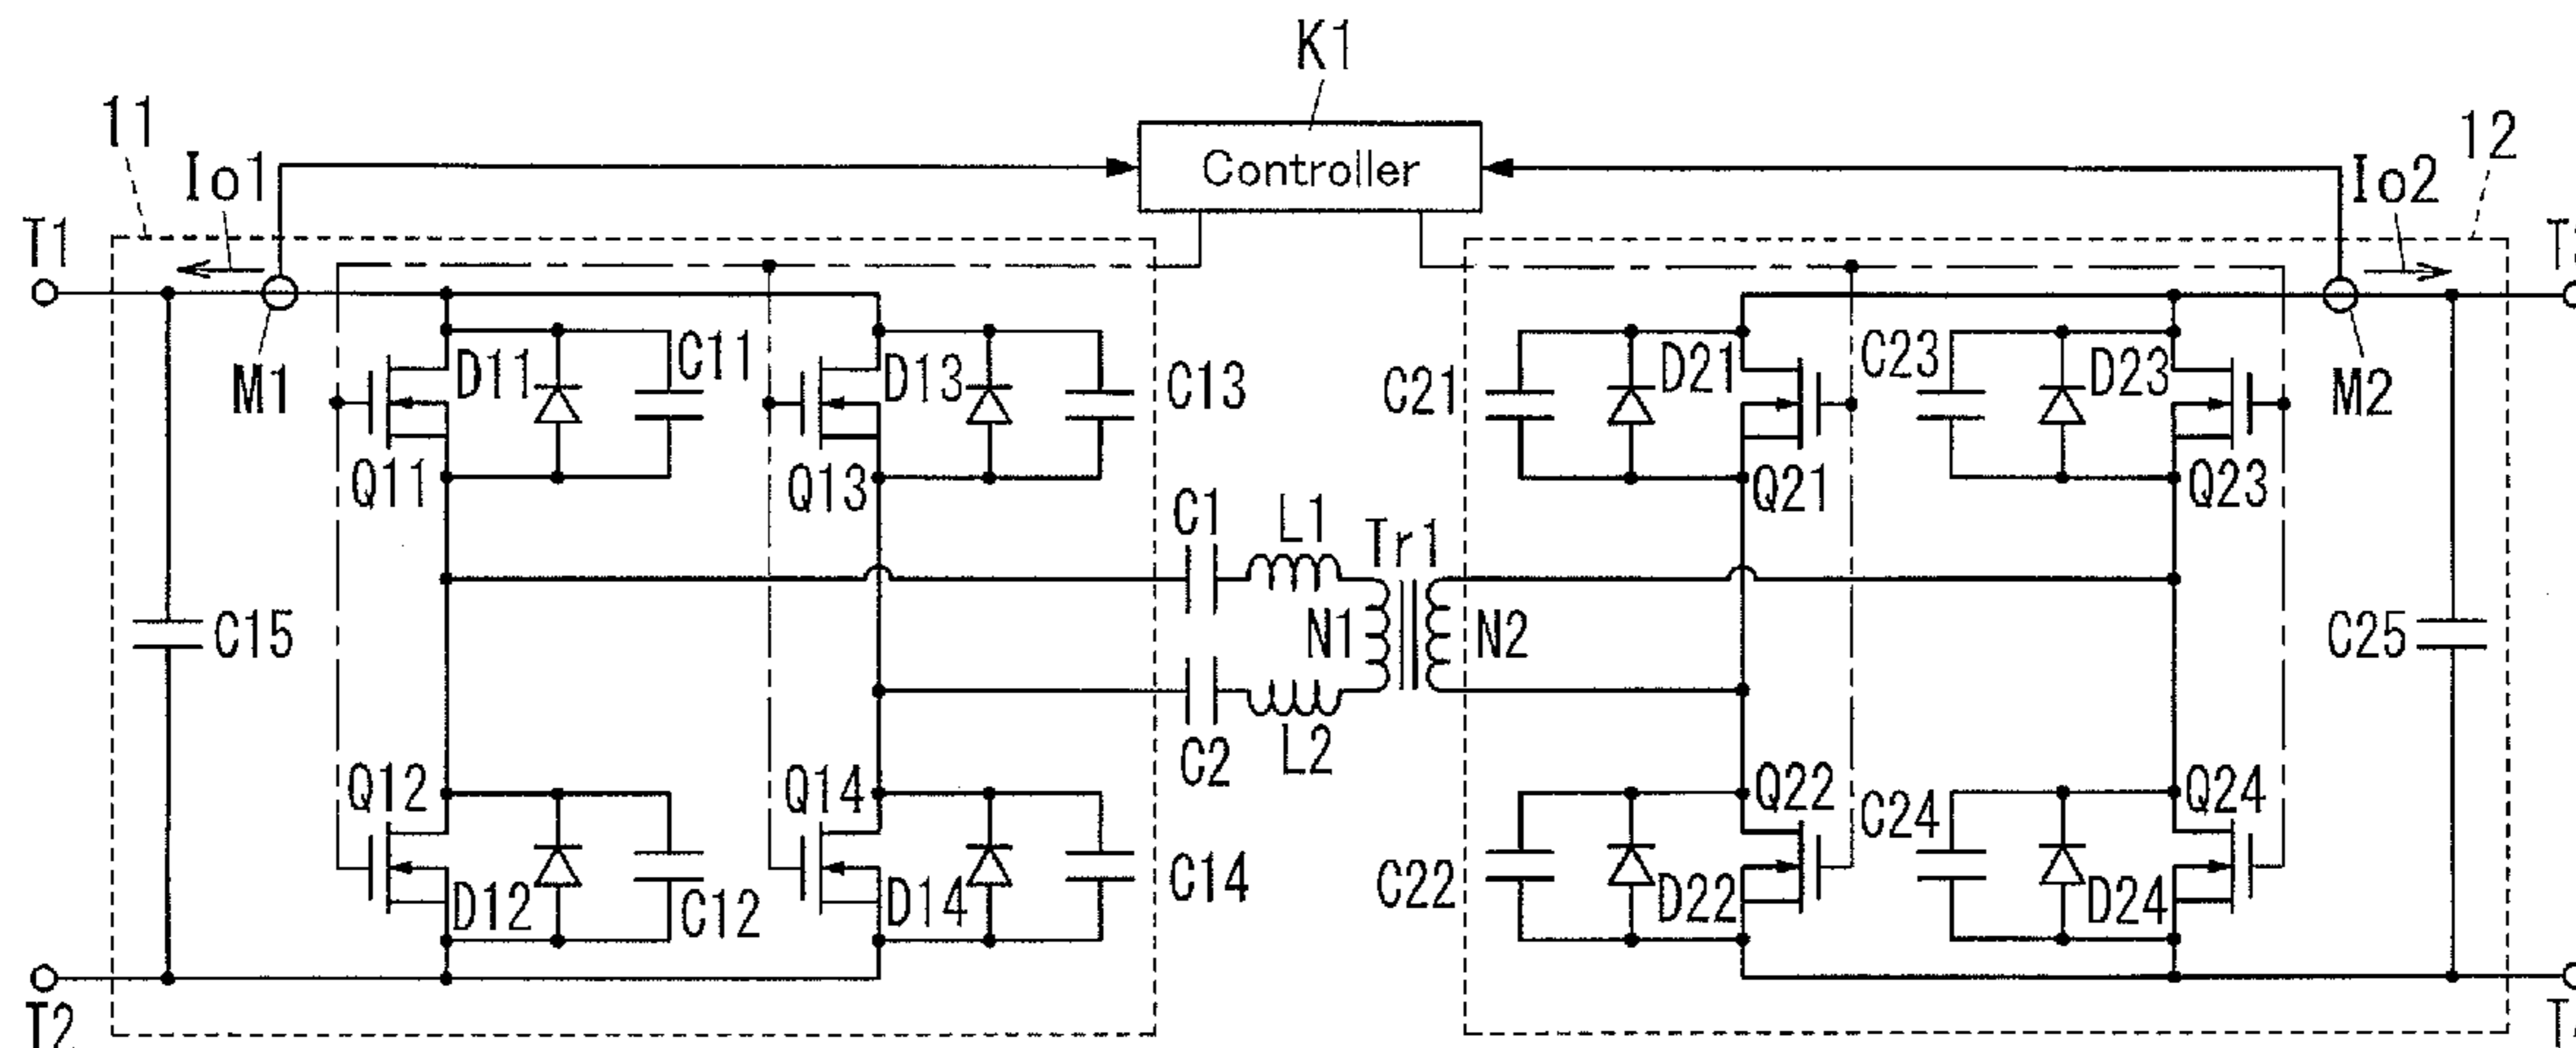 K1
11
Io1
Controller
Io2
12
T1
M1
D11
C11
D13
C13
C21
D21
C23
D23
M2
Q11
Q13
Q21
Q23
C1
L1
Tr1
C15
N1
N2
C25
C2
L2
Q12
Q14
Q22
C24
Q24
D12
C12
D14
C14
C22
D22
D24
T2